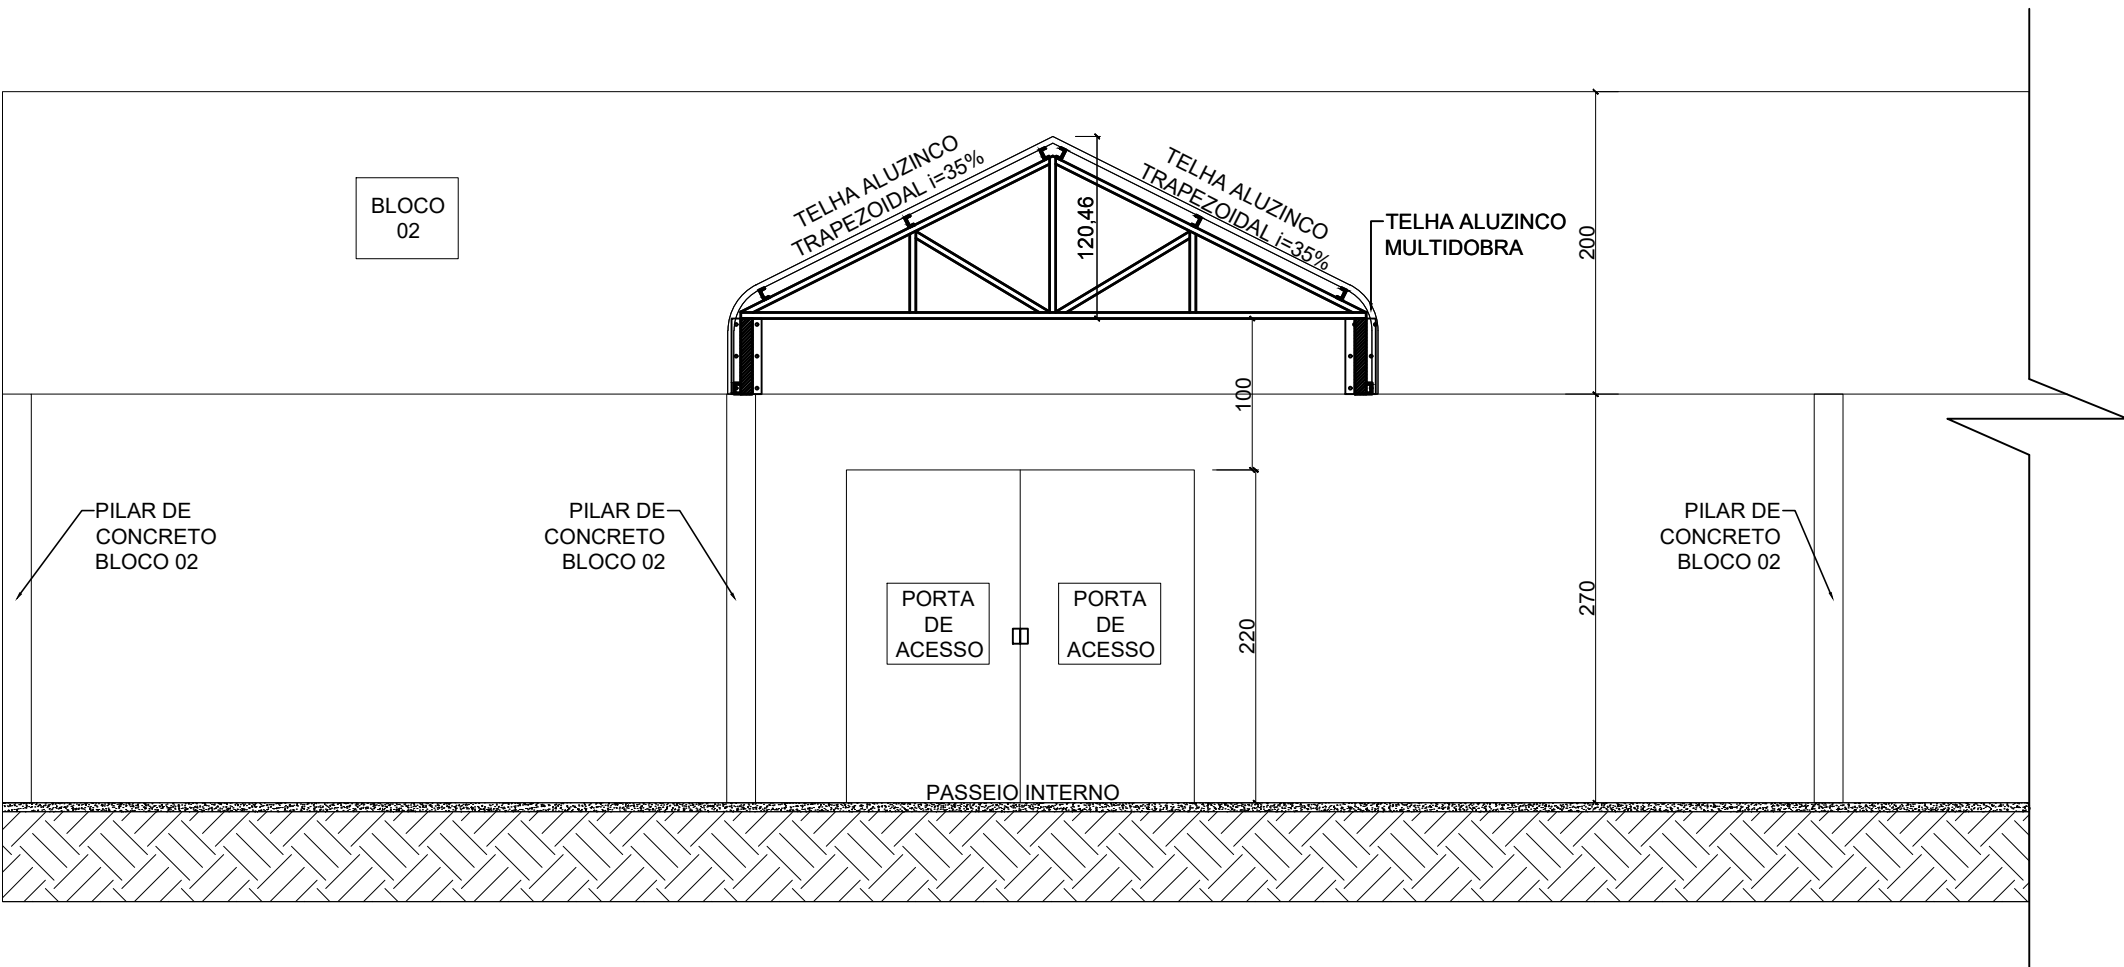 BLOCO
02
TELHA ALUZINCO
TRAPEZOIDAL i=35%
TELHA ALUZINCO
TRAPEZOIDAL i=35%
120,46
TELHA ALUZINCO
MULTIDOBRA
200
100
PILAR DE
CONCRETO
BLOCO 02
PILAR DE
CONCRETO
BLOCO 02
PILAR DE
CONCRETO
BLOCO 02
PORTA
DE
ACESSO
PORTA
DE
ACESSO
220
270
PASSEIO INTERNO